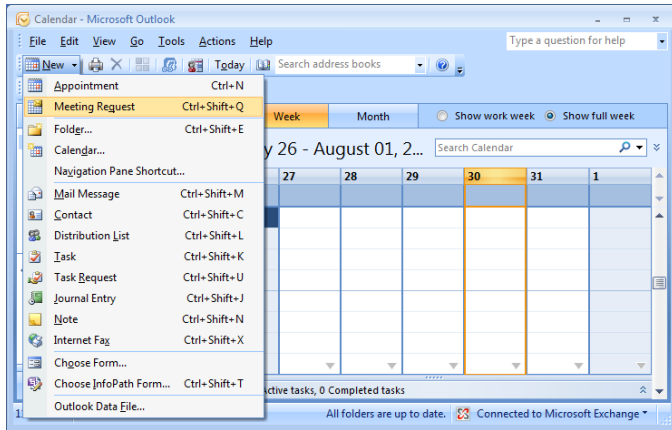 Calendar - Microsoft Outlook
File Edit View Go Tools Actions Help Type a question for help
New Today Search address books
Appointment Ctrl+N
Meeting Request Ctrl+Shift+Q
Week Month Show work week Show full week
Folder... Ctrl+Shift+E
Calendar...
26 - August 01, 2... Search Calendar
Navigation Pane Shortcut...
27 28 29 30 31 1
Mail Message Ctrl+Shift+M
Contact Ctrl+Shift+C
Distribution List Ctrl+Shift+L
Task Ctrl+Shift+K
Task Request Ctrl+Shift+U
Journal Entry Ctrl+Shift+J
Note Ctrl+Shift+N
Internet Fax Ctrl+Shift+X
Choose Form...
Choose InfoPath Form... Ctrl+Shift+T
Active tasks, 0 Completed tasks
Outlook Data File...
All folders are up to date. Connected to Microsoft Exchange